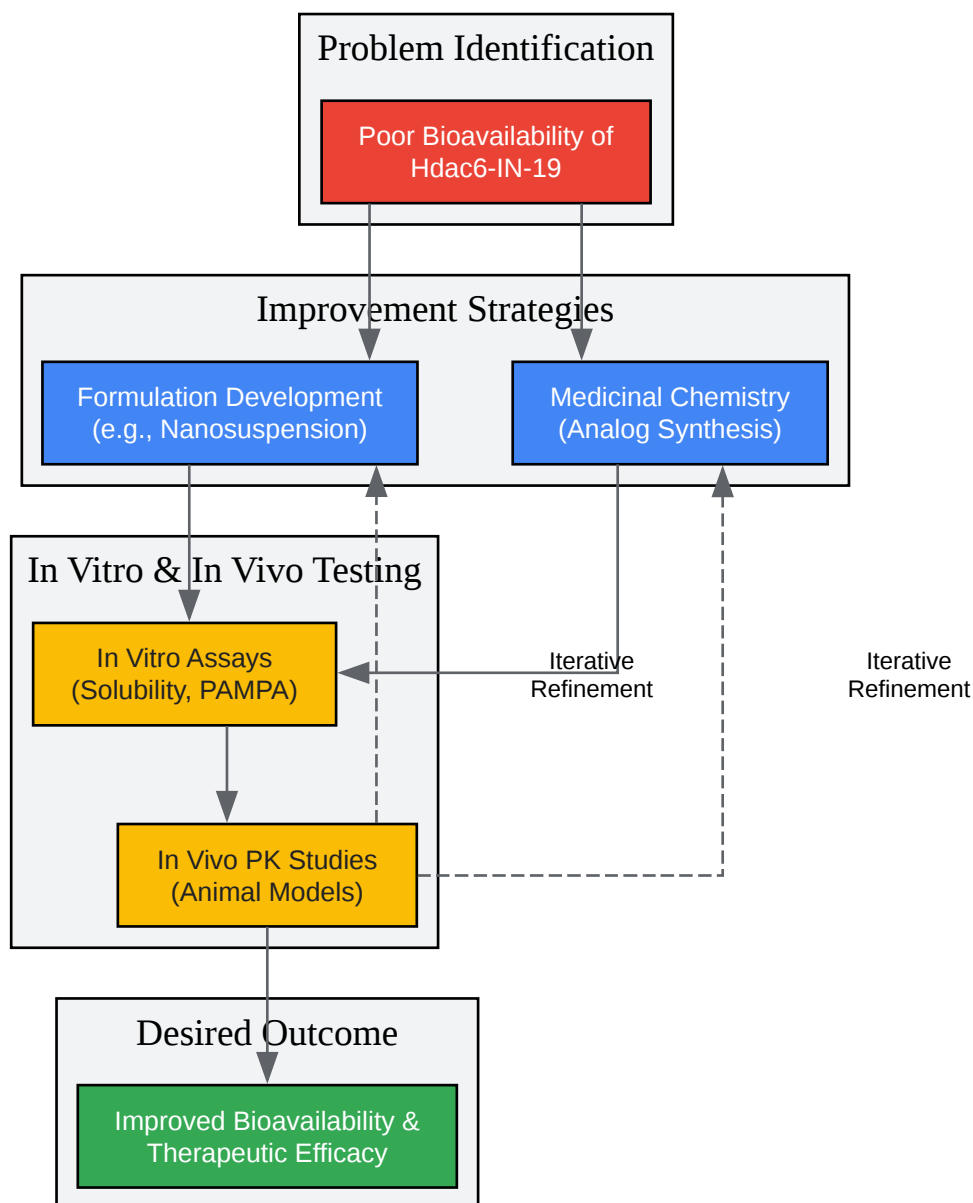 Problem Identification
Poor Bioavailability of
Hdac6-IN-19
Improvement Strategies
Formulation Development
(e.g., Nanosuspension)
Medicinal Chemistry
(Analog Synthesis)
In Vitro & In Vivo Testing
In Vitro Assays
(Solubility, PAMPA)
Iterative
Refinement
Iterative
Refinement
In Vivo PK Studies
(Animal Models)
Desired Outcome
Improved Bioavailability &
Therapeutic Efficacy